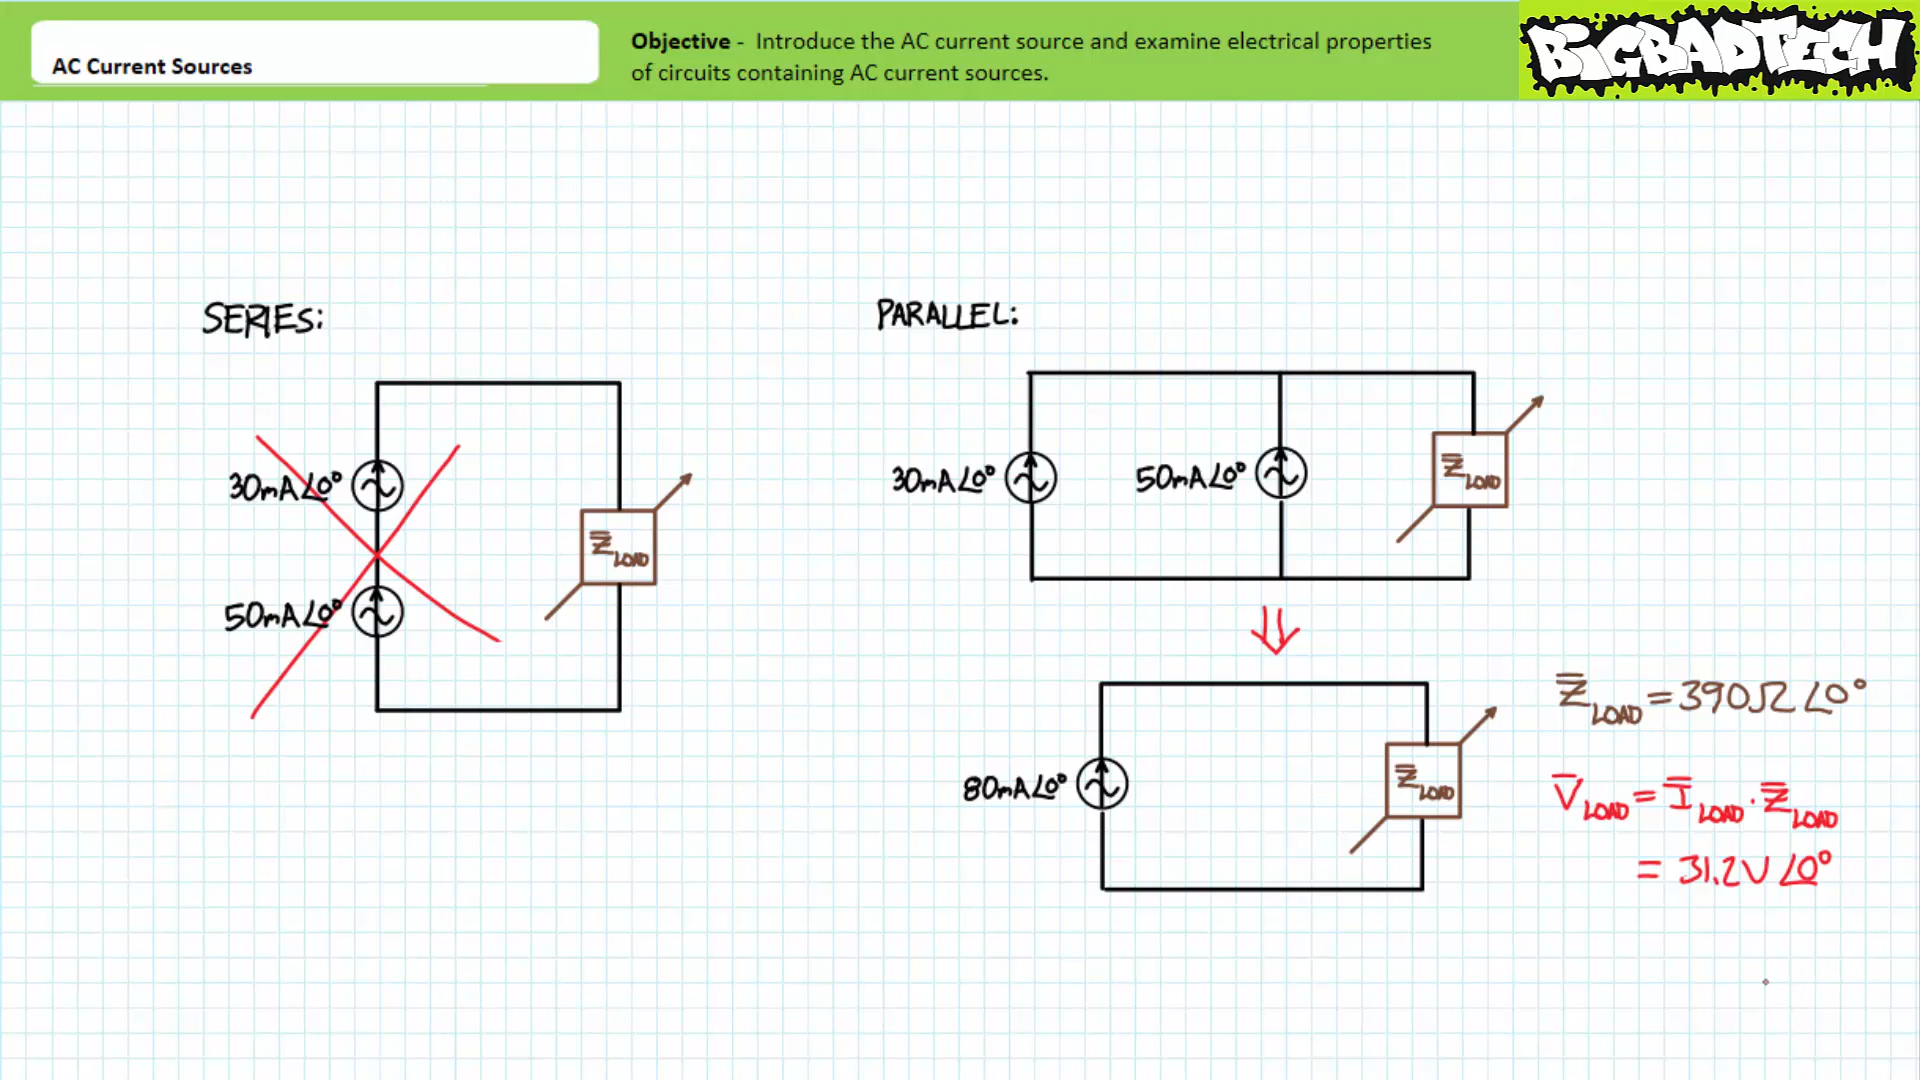 AC Current Sources
Objective - Introduce the AC current source and examine electrical properties
of circuits containing AC current sources.
BIGBADTECH
SERIES:
30mA∠0°
50mA∠0°
Z̅LOAD
PARALLEL:
30mA∠0°
50mA∠0°
Z̅LOAD
80mA∠0°
Z̅LOAD
Z̅LOAD = 390Ω∠0°
V̅LOAD = I̅LOAD · Z̅LOAD
= 31.2V∠0°